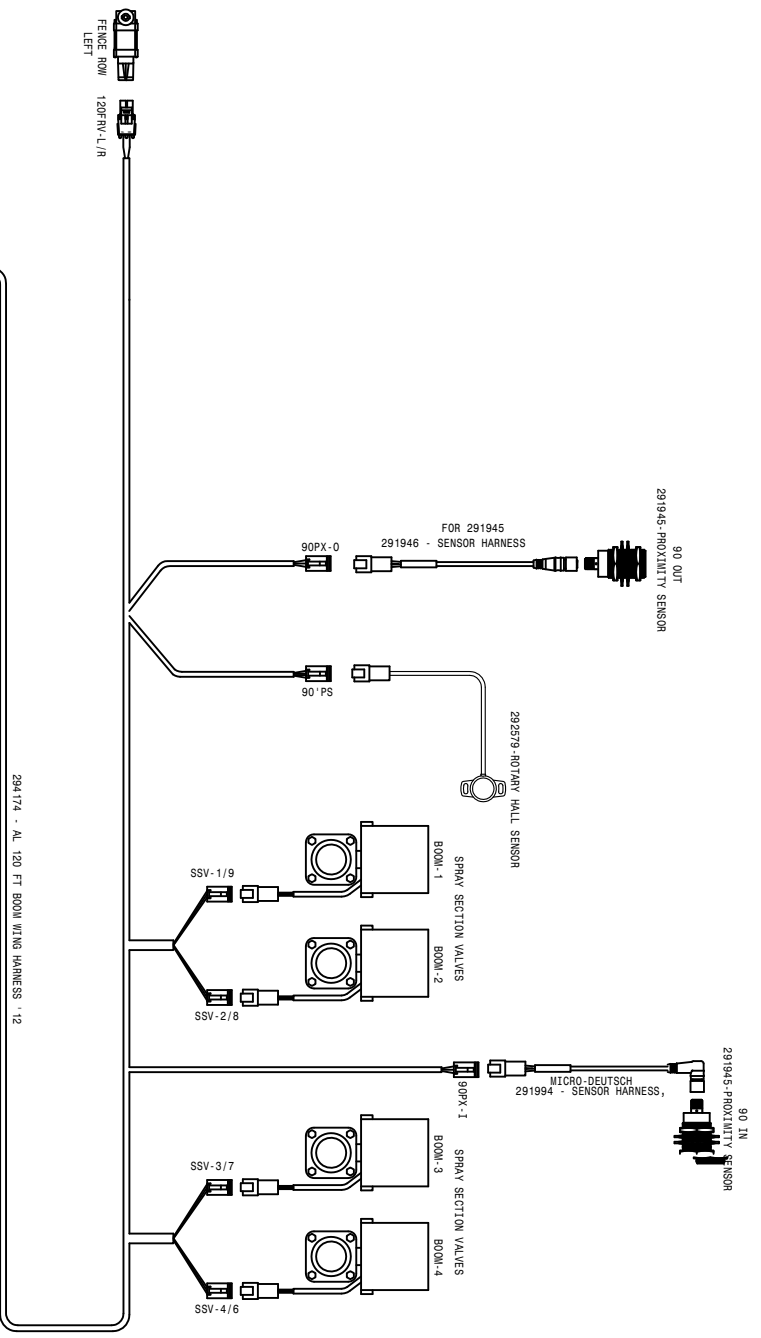 FENCE ROW
LEFT
120FRV-L/R
90 OUT
291945-PROXIMITY SENSOR
FOR 291945
291946 - SENSOR HARNESS
90PX-O
90'PS
292579-ROTARY HALL SENSOR
SPRAY SECTION VALVES
BOOM-1
BOOM-2
SSV-1/9
SSV-2/8
90 IN
291945-PROXIMITY SENSOR
MICRO-DEUTSCH
291994 - SENSOR HARNESS,
90PX-I
SPRAY SECTION VALVES
BOOM-3
BOOM-4
SSV-3/7
SSV-4/6
294174 - AL 120 FT BOOM WING HARNESS '12